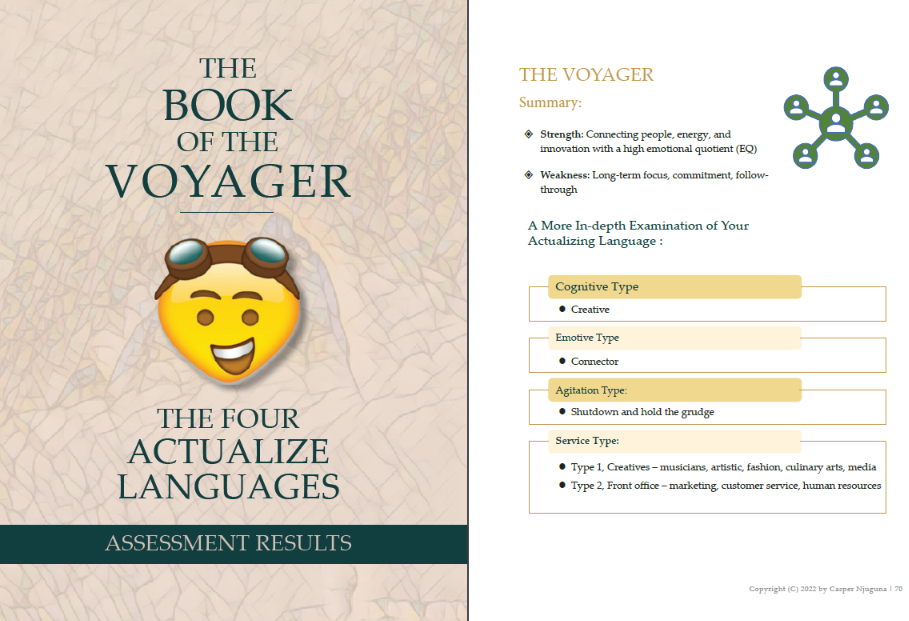 THE
BOOK
OF THE
VOYAGER
THE FOUR
ACTUALIZE
LANGUAGES
ASSESSMENT RESULTS
THE VOYAGER
Summary:
Strength: Connecting people, energy, and
innovation with a high emotional quotient (EQ)
Weakness: Long-term focus, commitment, follow-
through
A More In-depth Examination of Your
Actualizing Language :
Cognitive Type
Creative
Emotive Type
Connector
Agitation Type:
Shutdown and hold the grudge
Service Type:
Type 1, Creatives – musicians, artistic, fashion, culinary arts, media
Type 2, Front office – marketing, customer service, human resources
Copyright (C) 2022 by Casper Njuguna | 70